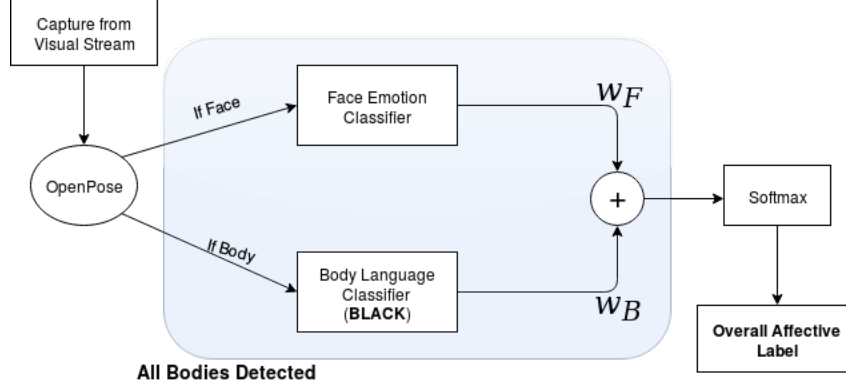 Capture from
Visual Stream
OpenPose
If Face
Face Emotion
Classifier
w_F
If Body
Body Language
Classifier
(BLACK)
w_B
+
Softmax
Overall Affective
Label
All Bodies Detected